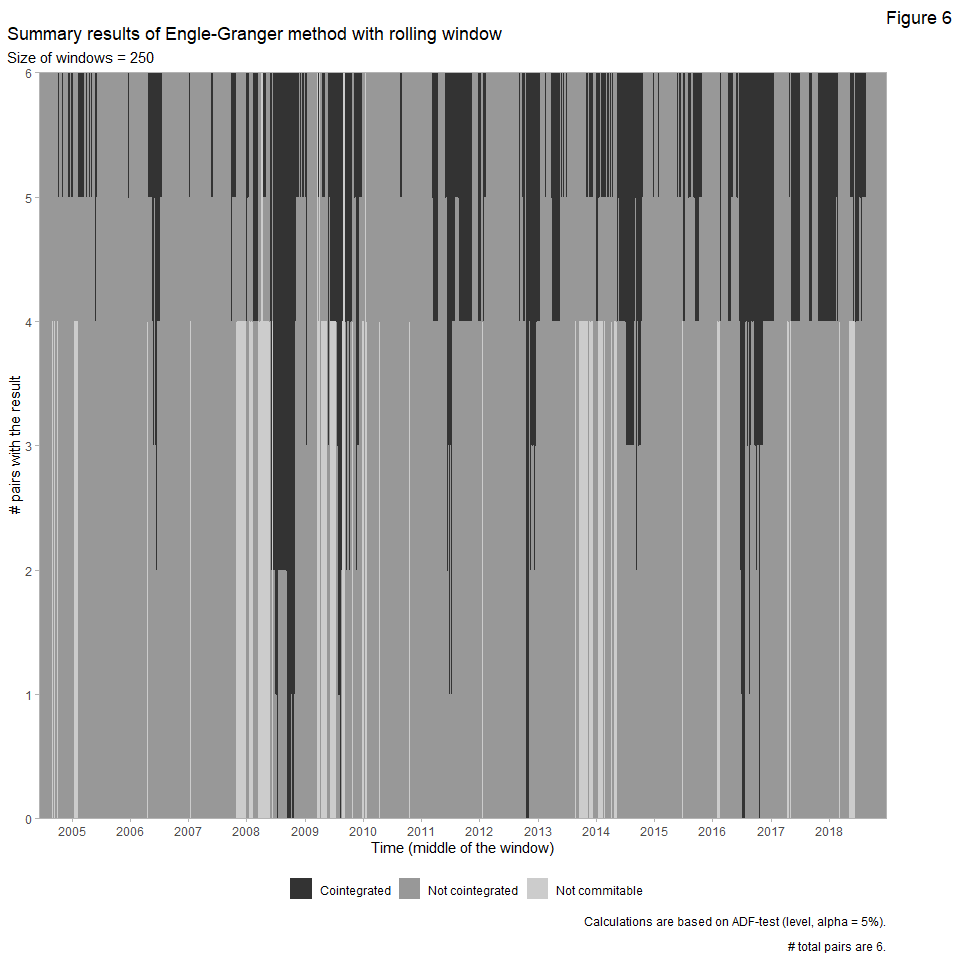 Figure 6
Summary results of Engle-Granger method with rolling window
Size of windows = 250
6
5
4
3
2
1
0
# pairs with the result
2005 2006 2007 2008 2009 2010 2011 2012 2013 2014 2015 2016 2017 2018
Time (middle of the window)
Cointegrated Not cointegrated Not commitable
Calculations are based on ADF-test (level, alpha = 5%).
# total pairs are 6.